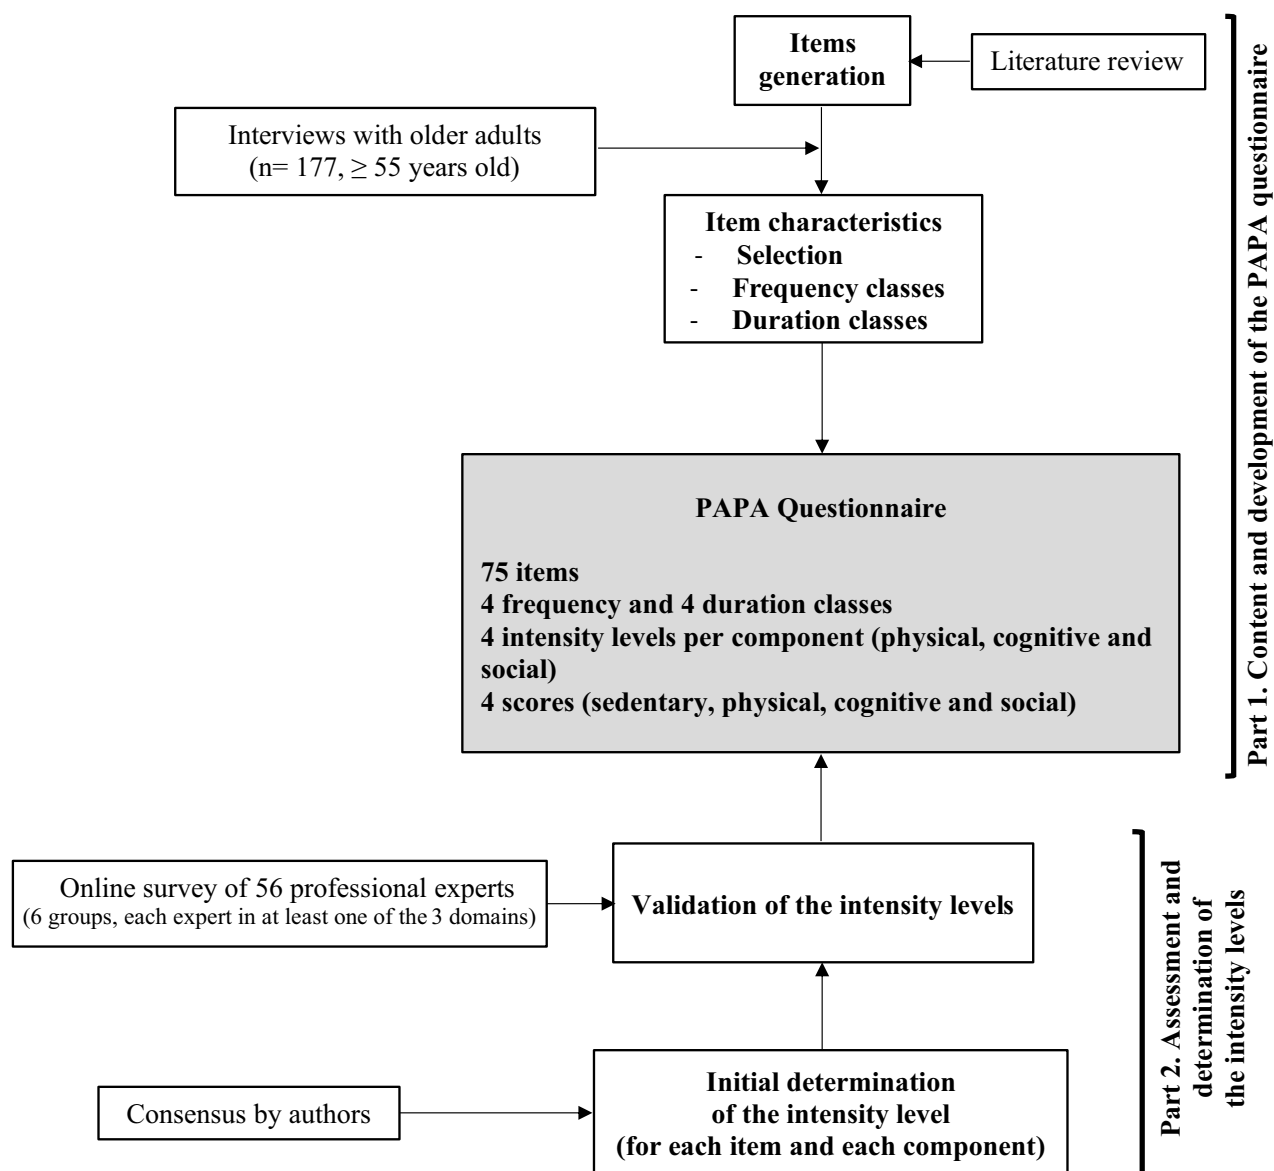 Items
generation
Literature review
Interviews with older adults
(n= 177, ≥ 55 years old)
Item characteristics
- Selection
- Frequency classes
- Duration classes
PAPA Questionnaire
75 items
4 frequency and 4 duration classes
4 intensity levels per component (physical, cognitive and
social)
4 scores (sedentary, physical, cognitive and social)
Part 1. Content and development of the PAPA questionnaire
Online survey of 56 professional experts
(6 groups, each expert in at least one of the 3 domains)
Validation of the intensity levels
Consensus by authors
Initial determination
of the intensity level
(for each item and each component)
Part 2. Assessment and
determination of
the intensity levels